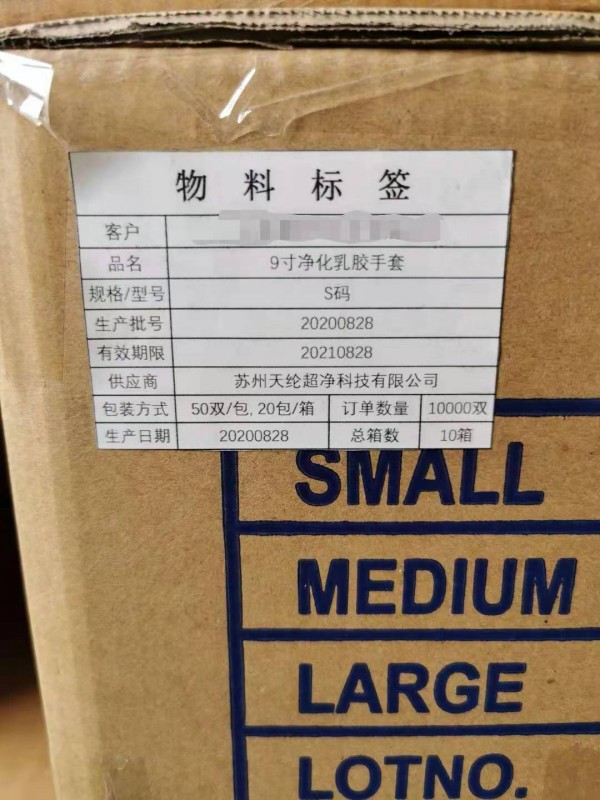 物 料 标 签
客户
品名 9寸净化乳胶手套
规格/型号 S码
生产批号 20200828
有效期限 20210828
供应商 苏州天纶超净科技有限公司
包装方式 50双/包, 20包/箱 订单数量 10000双
生产日期 20200828 总箱数 10箱
SMALL
MEDIUM
LARGE
LOTNO.